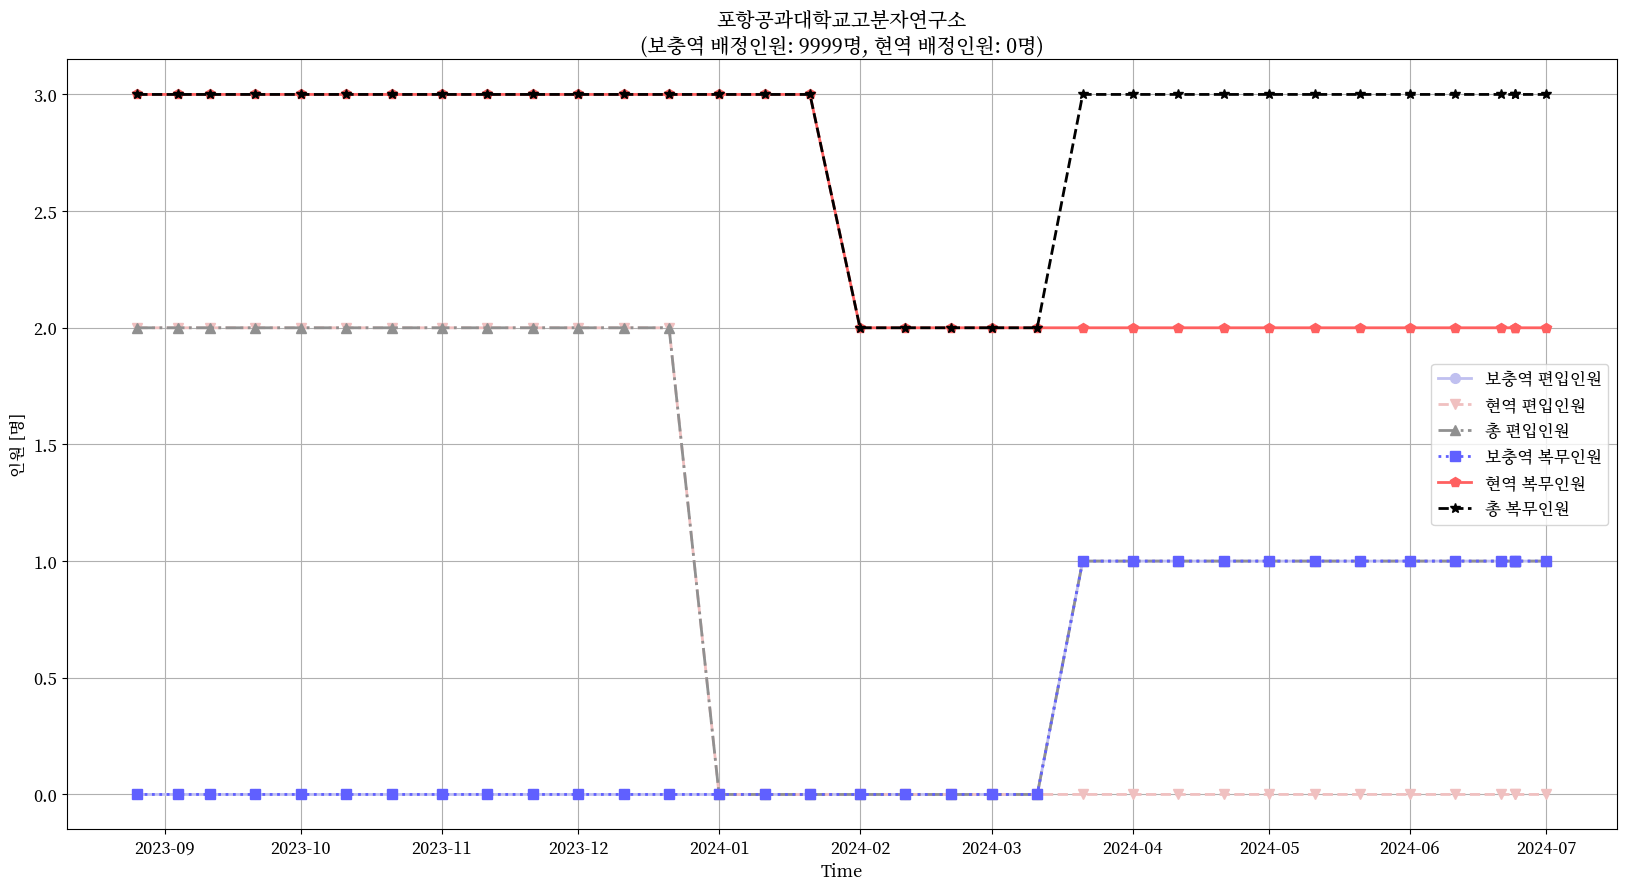 포항공과대학교고분자연구소
(보충역 배정인원: 9999명, 현역 배정인원: 0명)
인원 [명]
3.0
2.5
2.0
1.5
1.0
0.5
0.0
보충역 편입인원
현역 편입인원
총 편입인원
보충역 복무인원
현역 복무인원
총 복무인원
2023-09
2023-10
2023-11
2023-12
2024-01
2024-02
2024-03
2024-04
2024-05
2024-06
2024-07
Time